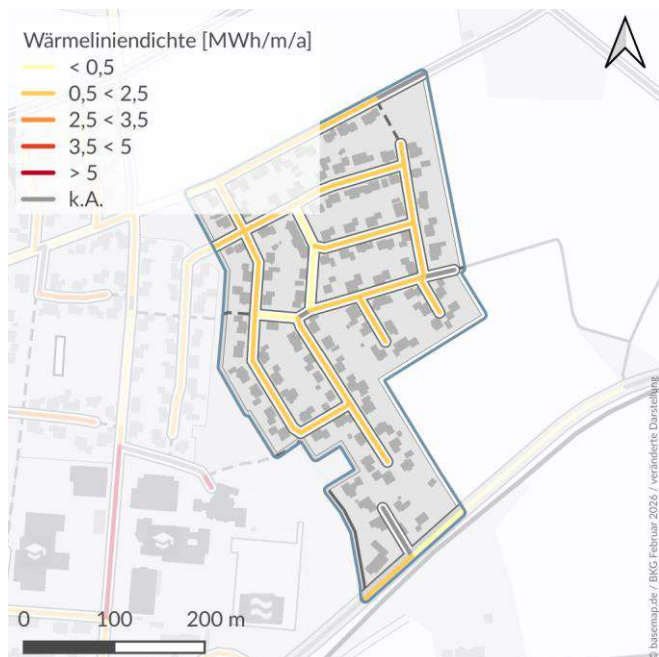 Wärmeliniendichte [MWh/m/a]
< 0,5
0,5 < 2,5
2,5 < 3,5
3,5 < 5
> 5
k.A.
0 100 200 m
© basemap.de / BKG Februar 2026 / veränderte Darstellung